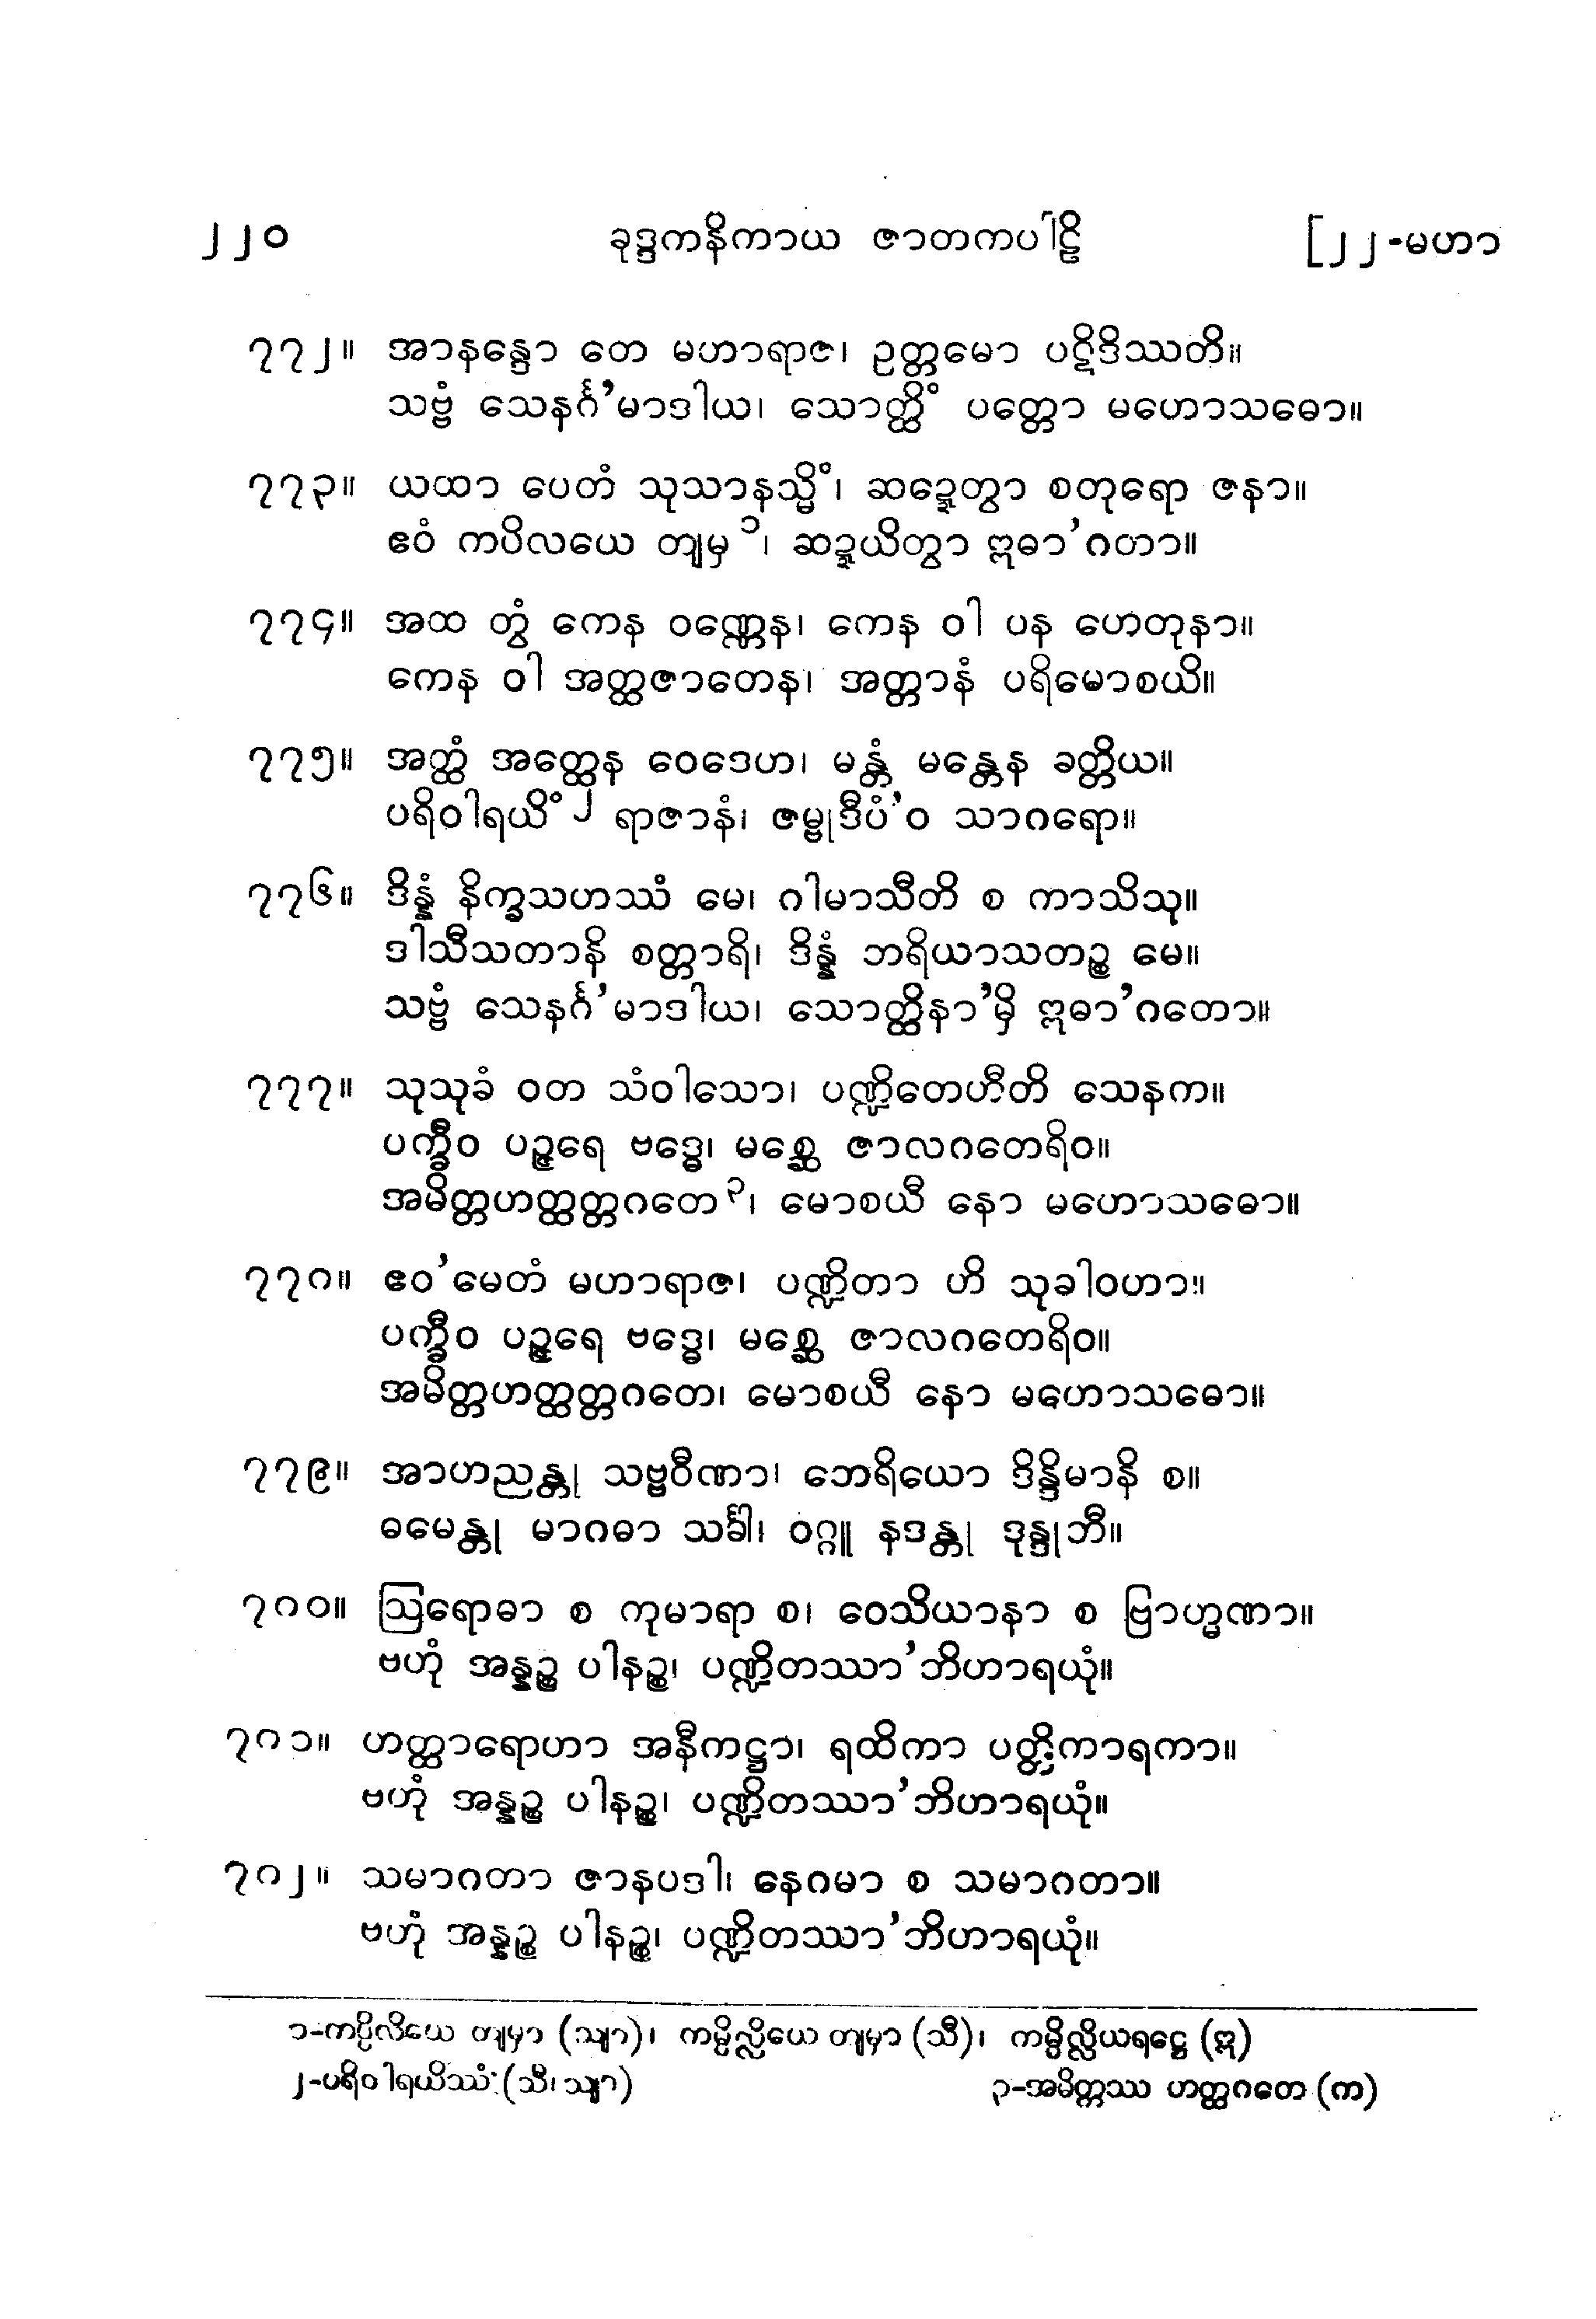 ၂၂၀ ခုဒ္ဒကနိကာယ ဇာတကပါဠိ [၂၂-မဟာ
၇၇၂။ အာနန္ဒော တေ မဟာရာဇ၊ ဥတ္တမော ပဋိဒိဿတိ။
သဗ္ဗံ သေနင်္ဂ’မာဒါယ၊ သောတ္ထိံ ပတ္တော မဟောသဓော။
၇၇၃။ ယထာ ပေတံ သုသာနသ္မိံ၊ ဆဍ္ဍေတွာ စတုရော ဇနာ။
ဧဝံ ကပိလယေ တျမှ ၁၊ ဆဍ္ဍယိတွာ ဣဓာ’ဂတာ။
၇၇၄။ အထ တွံ ကေန ဝဏ္ဏေန၊ ကေန ဝါ ပန ဟေတုနာ။
ကေန ဝါ အတ္ထဇာတေန၊ အတ္တာနံ ပရိမောစယိ။
၇၇၅။ အတ္ထံ အတ္ထေန ဝေဒေဟ၊ မန္တံ မန္တေန ခတ္တိယ။
ပရိဝါရယိံ ၂ ရာဇာနံ၊ ဇမ္ဗုဒီပံ’ဝ သာဂရော။
၇၇၆။ ဒိန္နံ နိက္ခသဟဿံ မေ၊ ဂါမာသီတိ စ ကာသိသု။
ဒါသီသတာနိ စတ္တာရိ၊ ဒိန္နံ ဘရိယာသတဉ္စ မေ။
သဗ္ဗံ သေနင်္ဂ’မာဒါယ၊ သောတ္ထိနာ’မှိ ဣဓာ’ဂတော။
၇၇၇။ သုသုခံ ဝတ သံဝါသော၊ ပဏ္ဍိတေဟီတိ သေနက။
ပက္ခီဝ ပဉ္ဇရေ ဗဒ္ဓေ၊ မစ္ဆေ ဇာလဂတေရိဝ။
အမိတ္တဟတ္ထတ္တဂတေ ၃၊ မောစယီ နော မဟောသဓော။
၇၇၈။ ဧဝ’မေတံ မဟာရာဇ၊ ပဏ္ဍိတာ ဟိ သုခါဝဟာ။
ပက္ခီဝ ပဉ္ဇရေ ဗဒ္ဓေ၊ မစ္ဆေ ဇာလဂတေရိဝ။
အမိတ္တဟတ္ထတ္တဂတေ၊ မောစယီ နော မဟောသဓော။
၇၇၉။ အာဟညန္တု သဗ္ဗဝီဏာ၊ ဘေရိယော ဒိန္ဒိမာနိ စ။
ဓမေန္တု မာဂဓာ သင်္ခါ၊ ဝဂ္ဂူ နဒန္တု ဒုန္ဒုဘီ။
၇၈၀။ ဩရောဓာ စ ကုမာရာ စ၊ ဝေသိယာနာ စ ဗြာဟ္မဏာ။
ဗဟုံ အန္နဉ္စ ပါနဉ္စ၊ ပဏ္ဍိတဿာ’ဘိဟာရယုံ။
၇၈၁။ ဟတ္ထာရောဟာ အနီကဋ္ဌာ၊ ရထိကာ ပတ္တိကာရကာ။
ဗဟုံ အန္နဉ္စ ပါနဉ္စ၊ ပဏ္ဍိတဿာ’ဘိဟာရယုံ။
၇၈၂။ သမာဂတာ ဇာနပဒါ၊ နေဂမာ စ သမာဂတာ။
ဗဟုံ အန္နဉ္စ ပါနဉ္စ၊ ပဏ္ဍိတဿာ’ဘိဟာရယုံ။
၁-ကပ္ပိလိယေ တျမှာ (သျာ)၊ ကမ္ပိလ္လိယေ တျမှာ (သီ)၊ ကမ္ပိလ္လိယရဋ္ဌေ (ဣ)
၂-ပရိဝါရယိဿံ (သီ၊ သျာ) ၃-အမိတ္တဿ ဟတ္ထဂတေ (က)